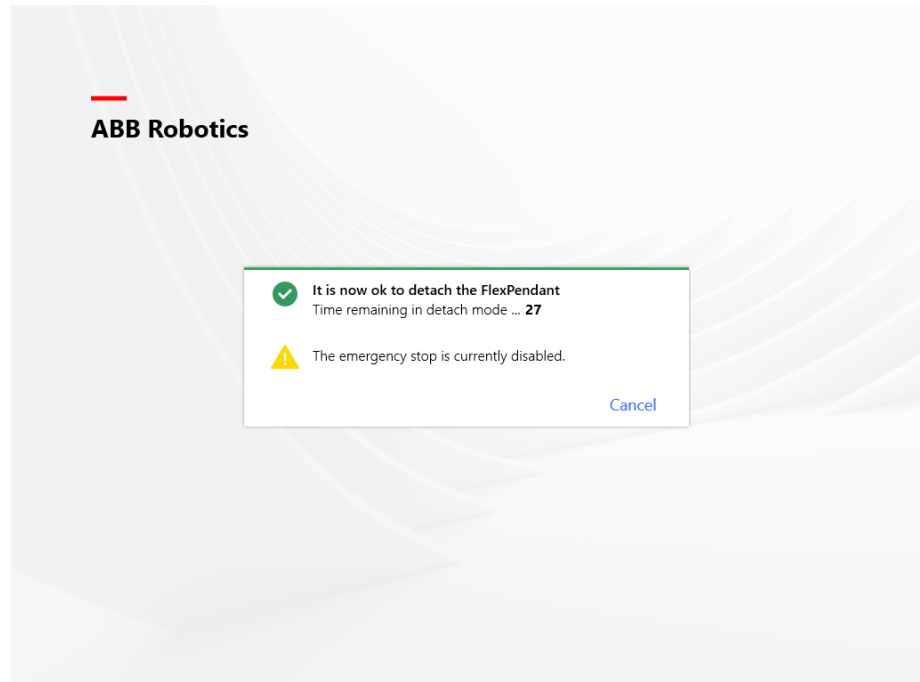 ABB Robotics
It is now ok to detach the FlexPendant
Time remaining in detach mode ... 27
The emergency stop is currently disabled.
Cancel